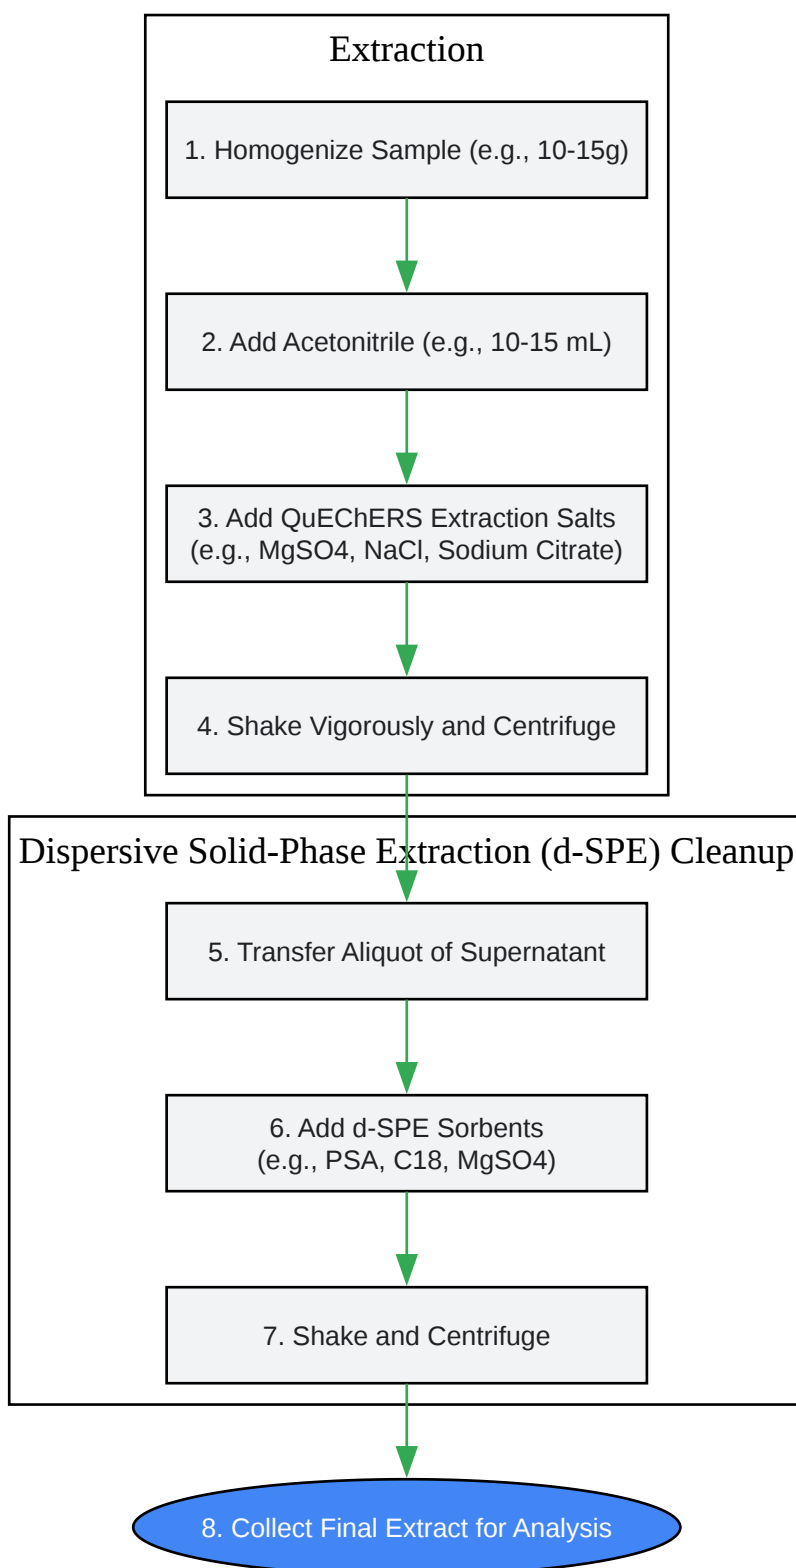 Extraction
1. Homogenize Sample (e.g., 10-15g)
2. Add Acetonitrile (e.g., 10-15 mL)
3. Add QuEChERS Extraction Salts
(e.g., MgSO4, NaCl, Sodium Citrate)
4. Shake Vigorously and Centrifuge
Dispersive Solid-Phase Extraction (d-SPE) Cleanup
5. Transfer Aliquot of Supernatant
6. Add d-SPE Sorbents
(e.g., PSA, C18, MgSO4)
7. Shake and Centrifuge
8. Collect Final Extract for Analysis